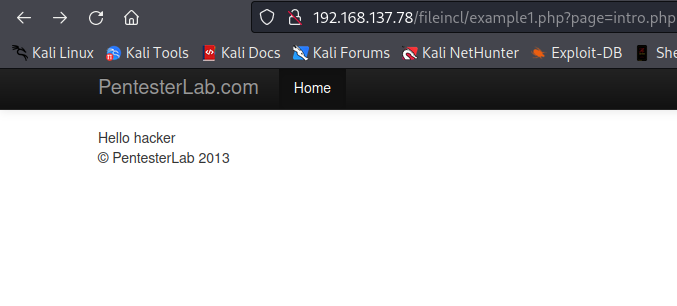 192.168.137.78/fileincl/example1.php?page=intro.php
Kali Linux Kali Tools Kali Docs Kali Forums Kali NetHunter Exploit-DB
PentesterLab.com Home
Hello hacker
© PentesterLab 2013